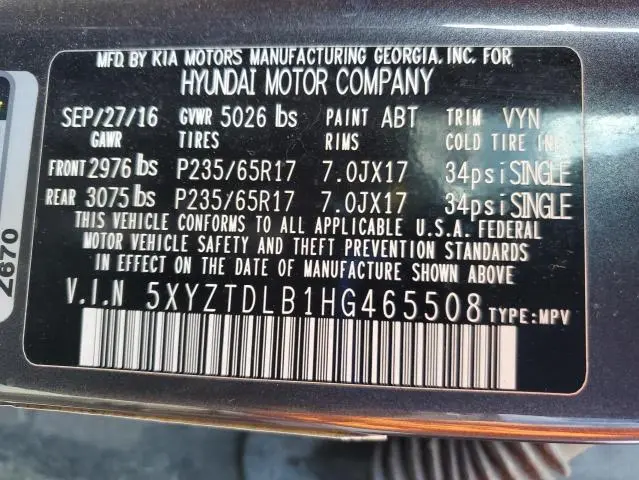 MFD. BY KIA MOTORS MANUFACTURING GEORGIA, INC. FOR
HYUNDAI MOTOR COMPANY
SEP/27/16 GVWR 5026 lbs PAINT ABT TRIM VYN
GAWR TIRES RIMS COLD TIRE
FRONT 2976 lbs P235/65R17 7.0JX17 34psi SINGLE
REAR 3075 lbs P235/65R17 7.0JX17 34psi SINGLE
THIS VEHICLE CONFORMS TO ALL APPLICABLE U.S.A. FEDERAL
MOTOR VEHICLE SAFETY AND THEFT PREVENTION STANDARDS
IN EFFECT ON THE DATE OF MANUFACTURE SHOWN ABOVE.
V.I.N 5XYZTDLB1HG465508 TYPE:MPV
2670